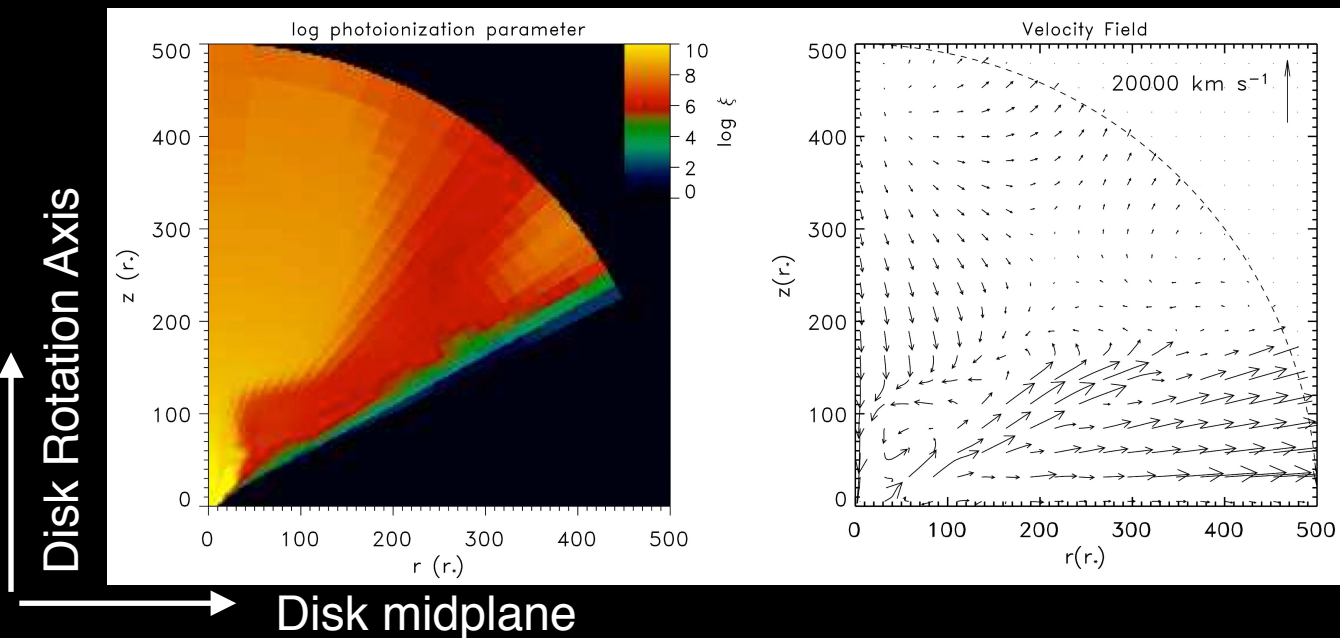 log photoionization parameter
500
400
300
200
100
0
z (r*)
0 100 200 300 400 500
r (r*)
10
8
6
4
2
0
log ξ
Velocity Field
20000 km s⁻¹
500
400
300
200
100
0
z(r*)
0 100 200 300 400 500
r(r*)
Disk Rotation Axis
Disk midplane